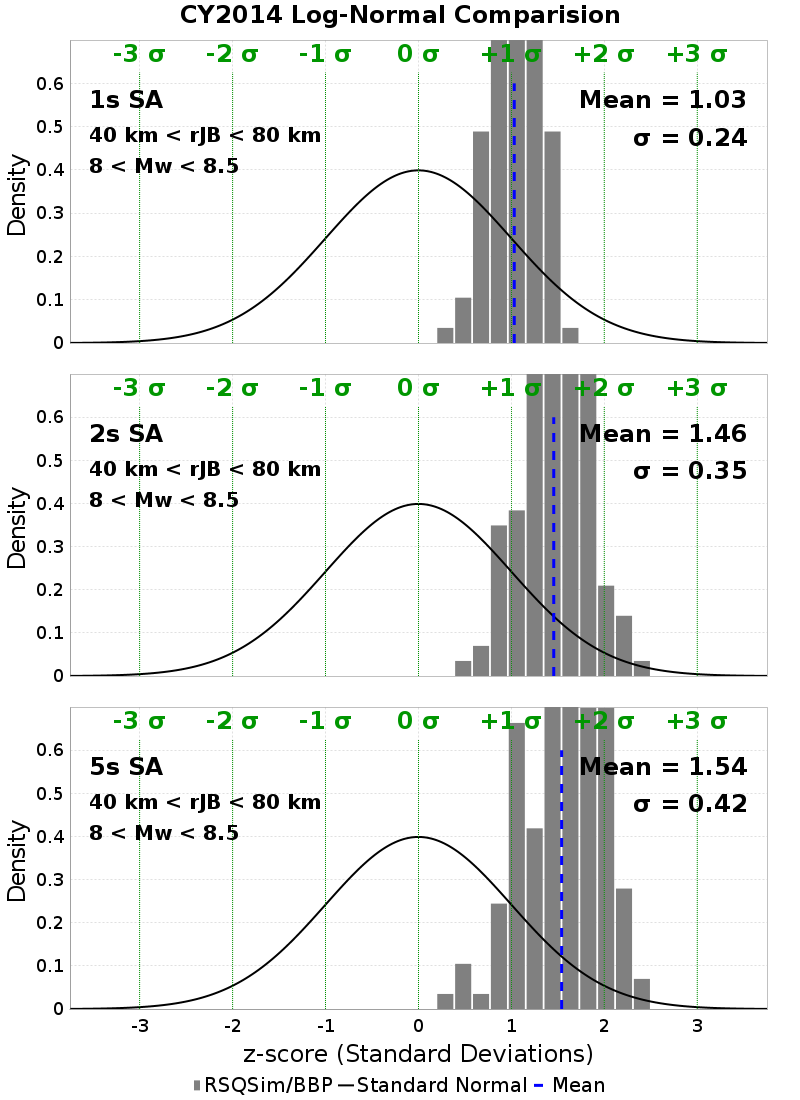 CY2014 Log-Normal Comparision
-3 σ -2 σ -1 σ 0 σ +1 σ +2 σ +3 σ
1s SA
Mean = 1.03
40 km < rJB < 80 km
σ = 0.24
8 < Mw < 8.5
0.6
0.5
0.4
0.3
0.2
0.1
0
Density
-3 σ -2 σ -1 σ 0 σ +1 σ +2 σ +3 σ
2s SA
Mean = 1.46
40 km < rJB < 80 km
σ = 0.35
8 < Mw < 8.5
0.6
0.5
0.4
0.3
0.2
0.1
0
Density
-3 σ -2 σ -1 σ 0 σ +1 σ +2 σ +3 σ
5s SA
Mean = 1.54
40 km < rJB < 80 km
σ = 0.42
8 < Mw < 8.5
0.6
0.5
0.4
0.3
0.2
0.1
0
Density
-3 -2 -1 0 1 2 3
z-score (Standard Deviations)
RSQSim/BBP Standard Normal Mean